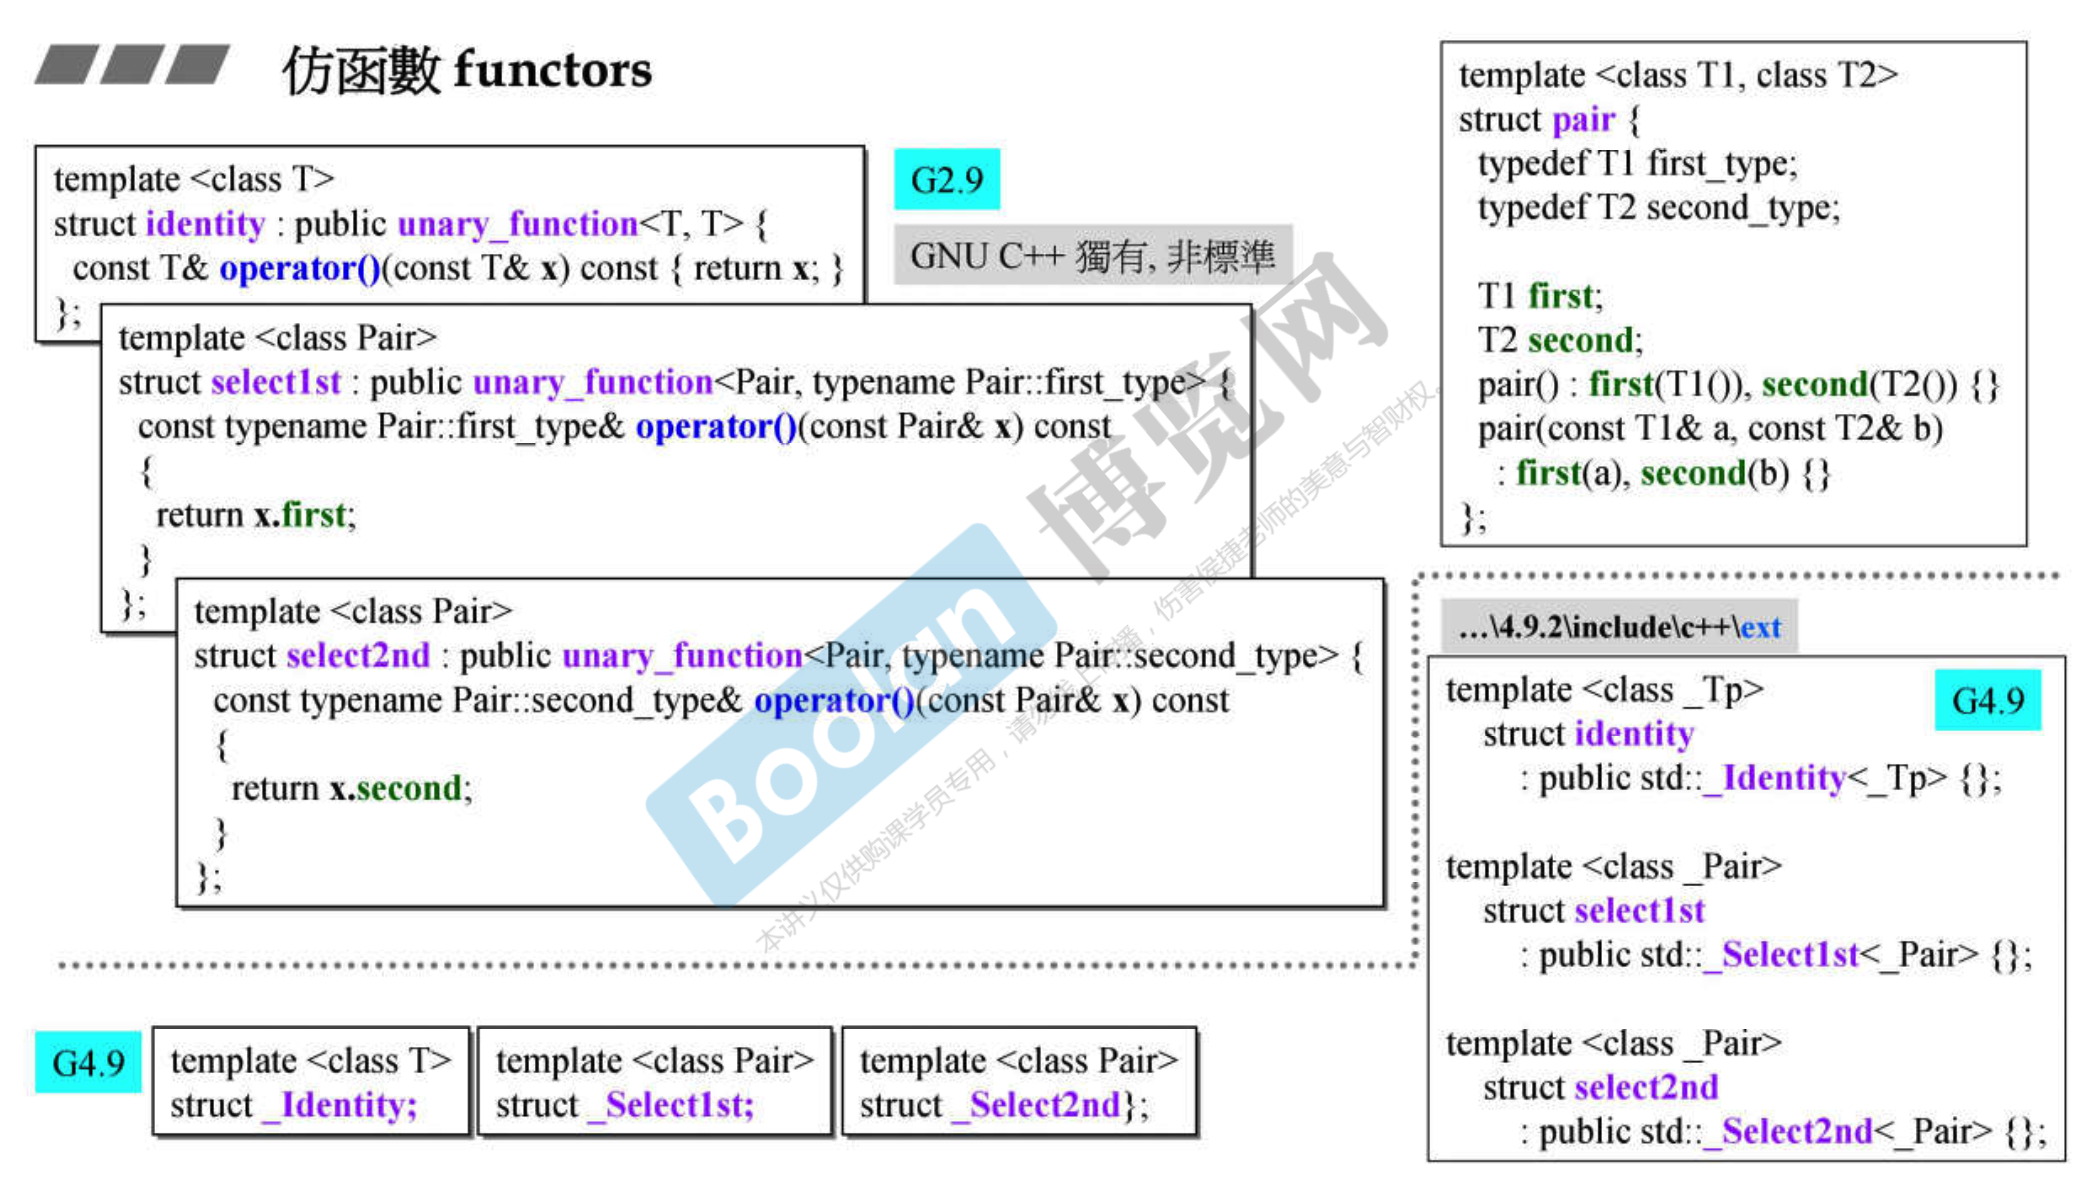 仿函數 functors
template <class T>
struct identity : public unary_function<T, T> {
const T& operator()(const T& x) const { return x; }
};
G2.9
GNU C++ 獨有, 非標準
template <class Pair>
struct select1st : public unary_function<Pair, typename Pair::first_type> {
const typename Pair::first_type& operator()(const Pair& x) const
{
return x.first;
}
};
template <class Pair>
struct select2nd : public unary_function<Pair, typename Pair::second_type> {
const typename Pair::second_type& operator()(const Pair& x) const
{
return x.second;
}
};
template <class T1, class T2>
struct pair {
typedef T1 first_type;
typedef T2 second_type;
T1 first;
T2 second;
pair() : first(T1()), second(T2()) {}
pair(const T1& a, const T2& b)
: first(a), second(b) {}
};
...\4.9.2\include\c++\ext
G4.9
template <class _Tp>
struct identity
: public std::_Identity<_Tp> {};
template <class _Pair>
struct select1st
: public std::_Select1st<_Pair> {};
template <class _Pair>
struct select2nd
: public std::_Select2nd<_Pair> {};
G4.9
template <class T>
struct _Identity;
template <class Pair>
struct _Select1st;
template <class Pair>
struct _Select2nd};
Boolan 博览网
本讲义仅供购课学员专用，请勿线上传播，伤害侯捷老师的美意与智财权.